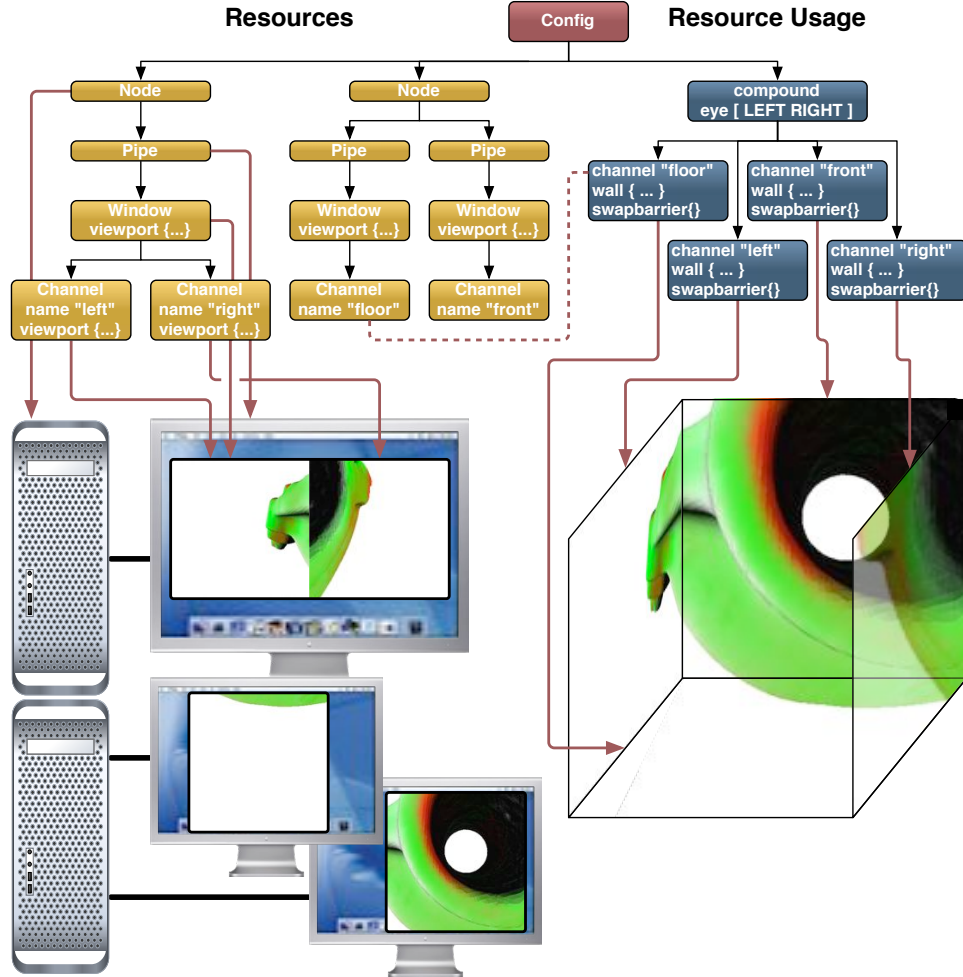 Resources
Config
Resource Usage
Node
Node
compound
eye [ LEFT RIGHT ]
Pipe
Pipe
Pipe
channel "floor"
wall { ... }
swapbarrier{}
channel "front"
wall { ... }
swapbarrier{}
Window
viewport {...}
Window
viewport {...}
Window
viewport {...}
channel "left"
wall { ... }
swapbarrier{}
channel "right"
wall { ... }
swapbarrier{}
Channel
name "left"
viewport {...}
Channel
name "right"
viewport {...}
Channel
name "floor"
Channel
name "front"